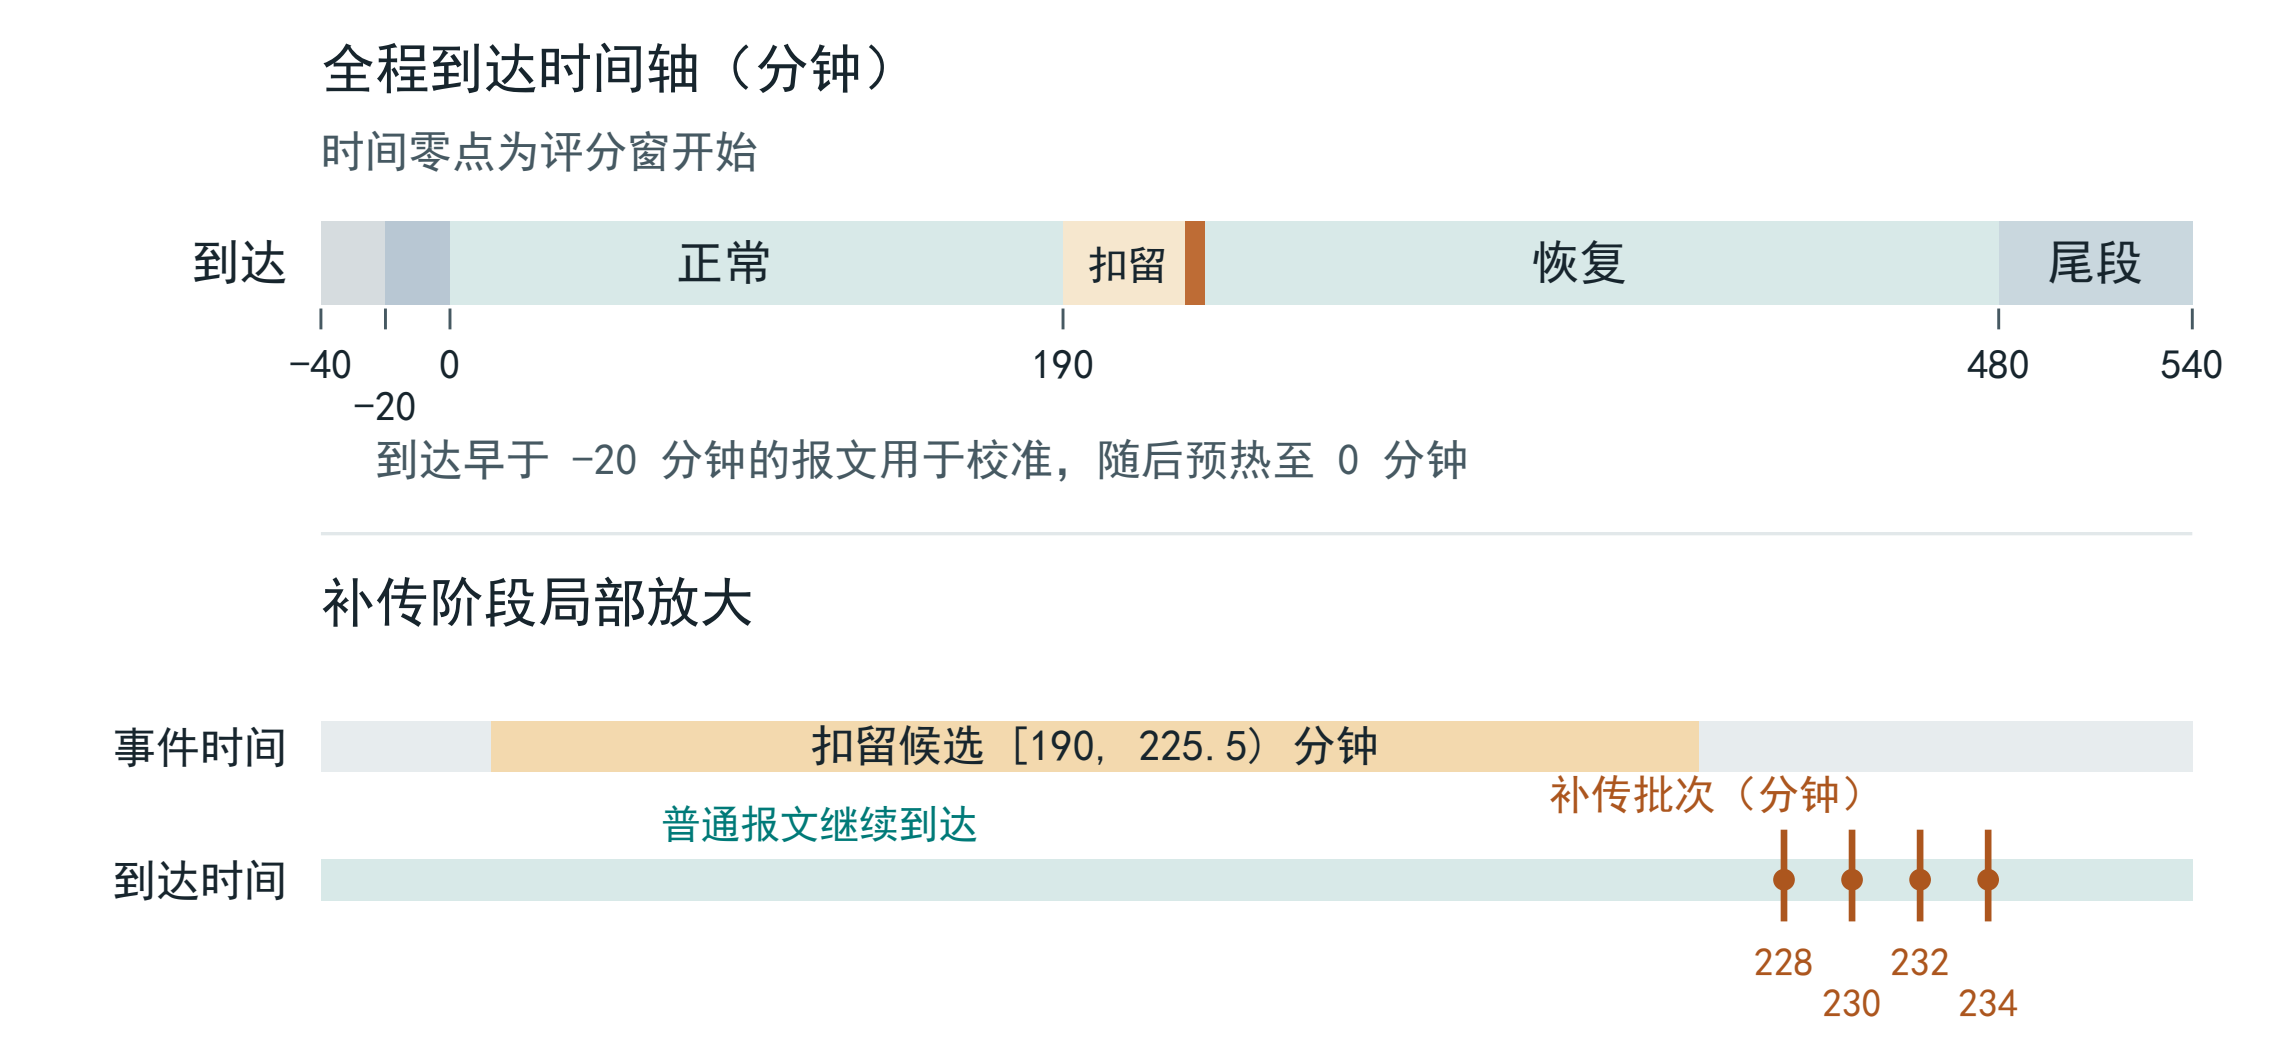 全程到达时间轴（分钟）
时间零点为评分窗开始
到达
正常
扣留
恢复
尾段
−40
−20
0
190
480
540
到达早于 −20 分钟的报文用于校准，随后预热至 0 分钟
补传阶段局部放大
事件时间
扣留候选 [190, 225.5) 分钟
补传批次（分钟）
普通报文继续到达
到达时间
228
230
232
234